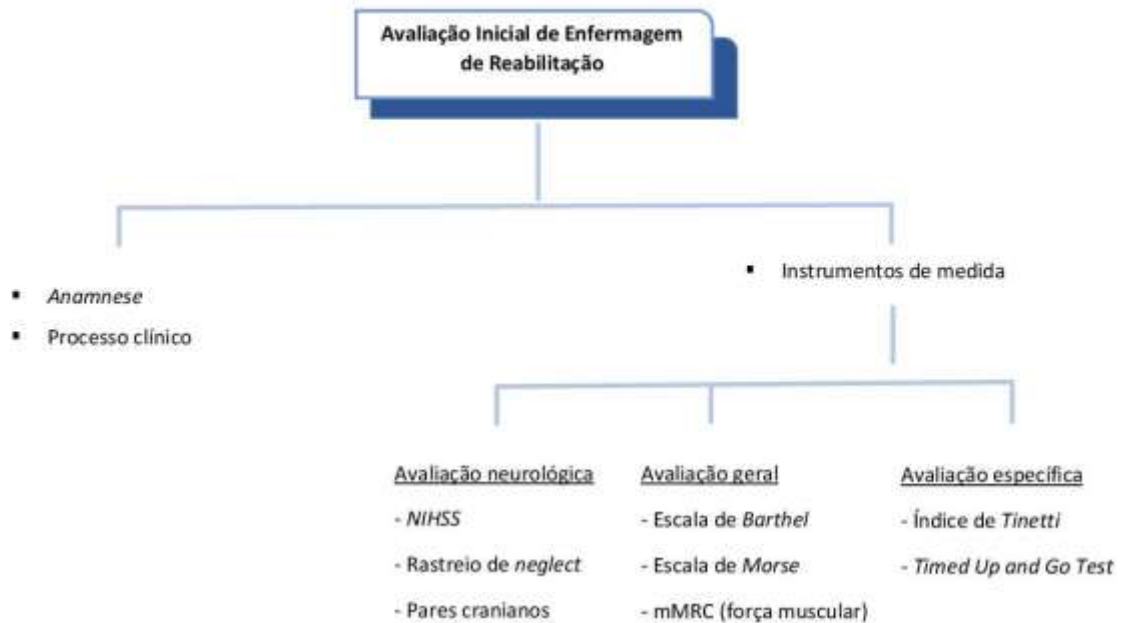 Avaliação Inicial de Enfermagem
de Reabilitação
▪ Anamnese
▪ Processo clínico
▪ Instrumentos de medida
Avaliação neurológica
- NIHSS
- Rastreio de neglect
- Pares cranianos
Avaliação geral
- Escala de Barthel
- Escala de Morse
- mMRC (força muscular)
Avaliação específica
- Índice de Tinetti
- Timed Up and Go Test